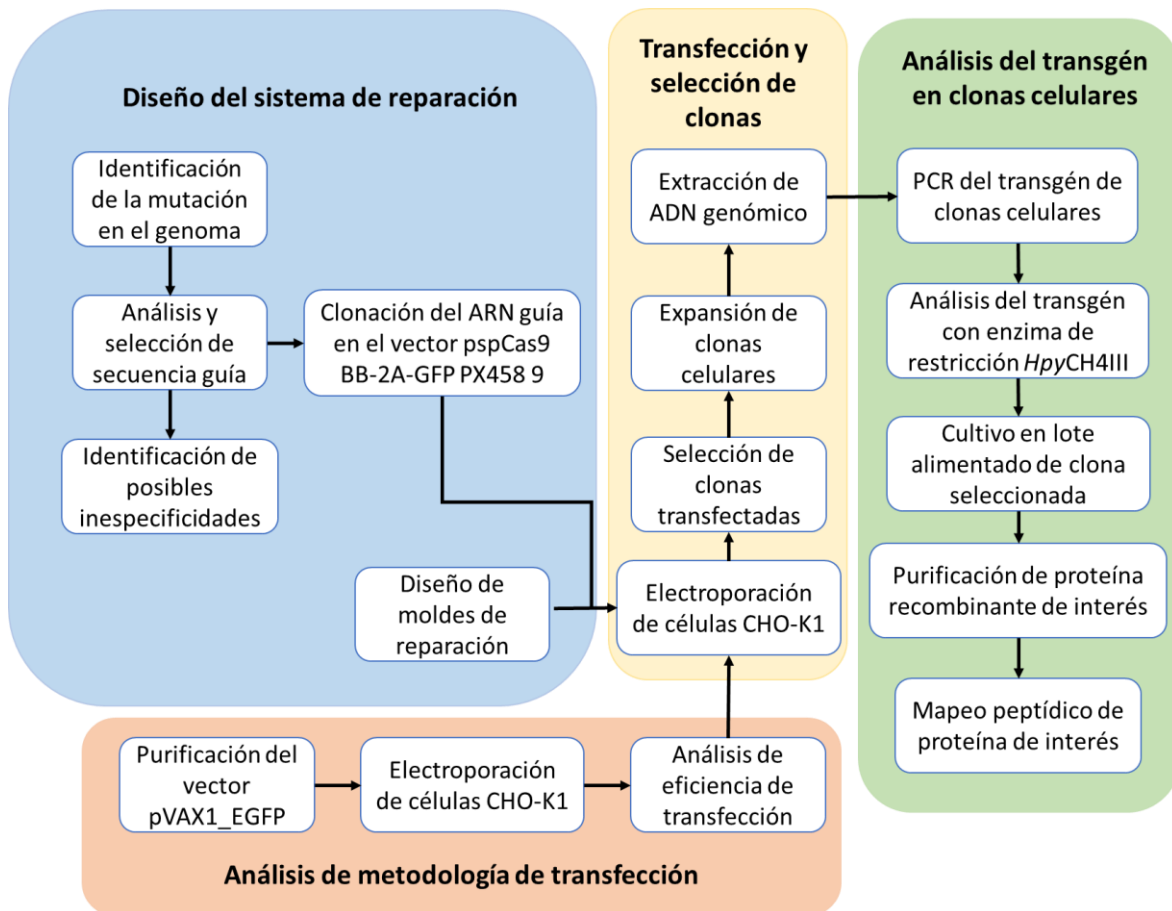 Diseño del sistema de reparación
Identificación
de la mutación
en el genoma
Análisis y
selección de
secuencia guía
Identificación de
posibles
inespecificidades
Clonación del ARN guía
en el vector pspCas9
BB-2A-GFP PX458 9
Diseño de
moldes de
reparación
Transfección y
selección de
clonas
Extracción de
ADN genómico
Expansión de
clonas
celulares
Selección de
clonas
transfectadas
Electroporación
de células CHO-K1
Análisis del transgén
en clonas celulares
PCR del transgén de
clonas celulares
Análisis del transgén
con enzima de
restricción HpyCH4III
Cultivo en lote
alimentado de clona
seleccionada
Purificación de proteína
recombinante de interés
Mapeo peptídico de
proteína de interés
Purificación del
vector
pVAX1_EGFP
Electroporación
de células CHO-K1
Análisis de
eficiencia de
transfección
Análisis de metodología de transfección